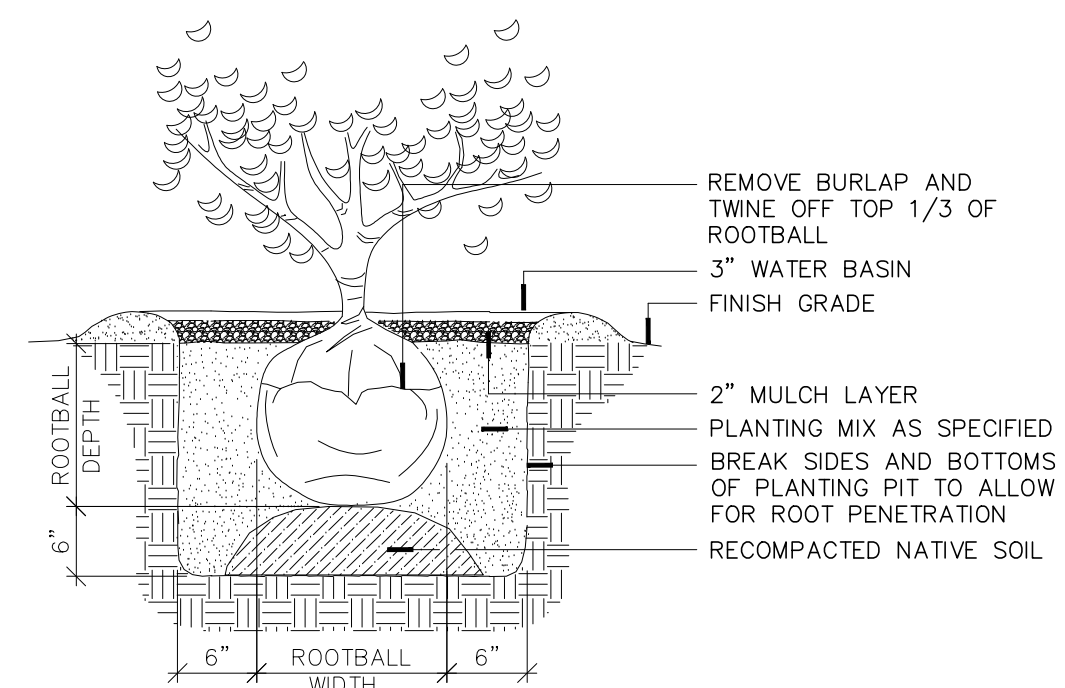 REMOVE BURLAP AND
TWINE OFF TOP 1/3 OF
ROOTBALL
3" WATER BASIN
FINISH GRADE
2" MULCH LAYER
PLANTING MIX AS SPECIFIED
BREAK SIDES AND BOTTOMS
OF PLANTING PIT TO ALLOW
FOR ROOT PENETRATION
RECOMPACTED NATIVE SOIL
ROOTBALL
DEPTH
6"
6"
ROOTBALL
WIDTH
6"